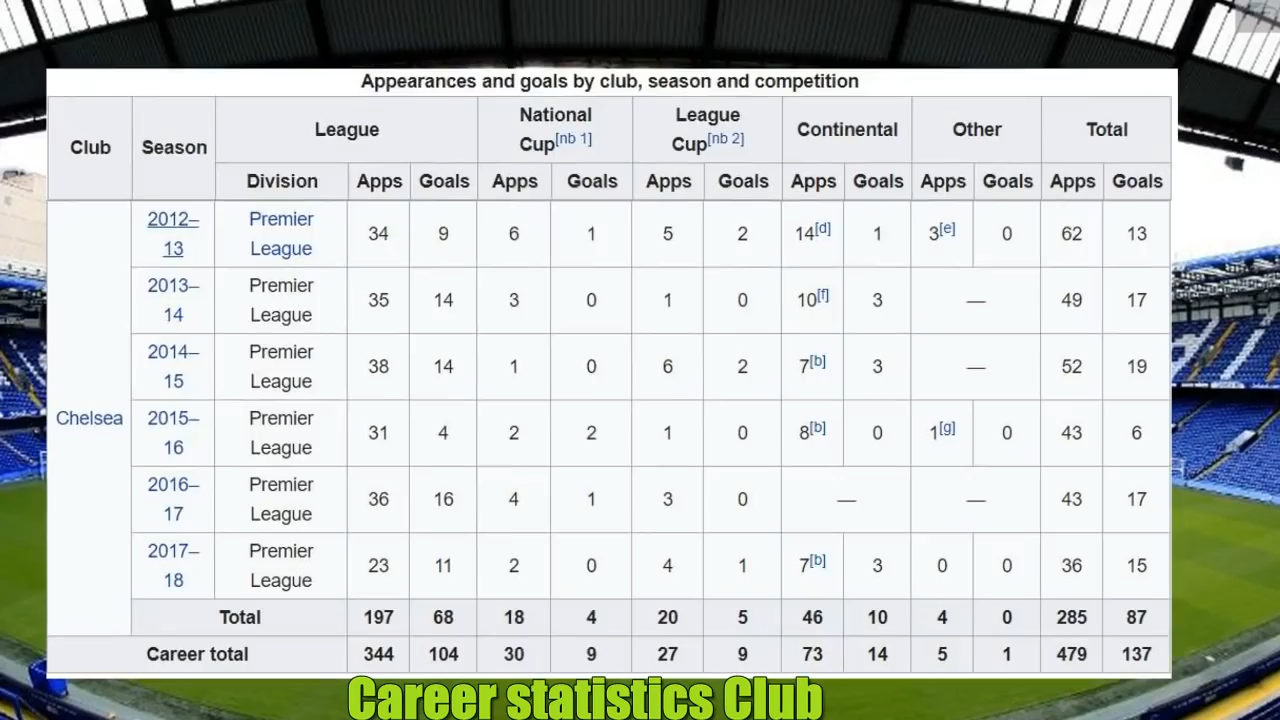 Appearances and goals by club, season and competition
Club Season League National Cup[nb 1] League Cup[nb 2] Continental Other Total
Division Apps Goals Apps Goals Apps Goals Apps Goals Apps Goals Apps Goals
Chelsea
2012–13 Premier League 34 9 6 1 5 2 14[d] 1 3[e] 0 62 13
2013–14 Premier League 35 14 3 0 1 0 10[f] 3 — 49 17
2014–15 Premier League 38 14 1 0 6 2 7[b] 3 — 52 19
2015–16 Premier League 31 4 2 2 1 0 8[b] 0 1[g] 0 43 6
2016–17 Premier League 36 16 4 1 3 0 — — 43 17
2017–18 Premier League 23 11 2 0 4 1 7[b] 3 0 0 36 15
Total 197 68 18 4 20 5 46 10 4 0 285 87
Career total 344 104 30 9 27 9 73 14 5 1 479 137
Career statistics Club